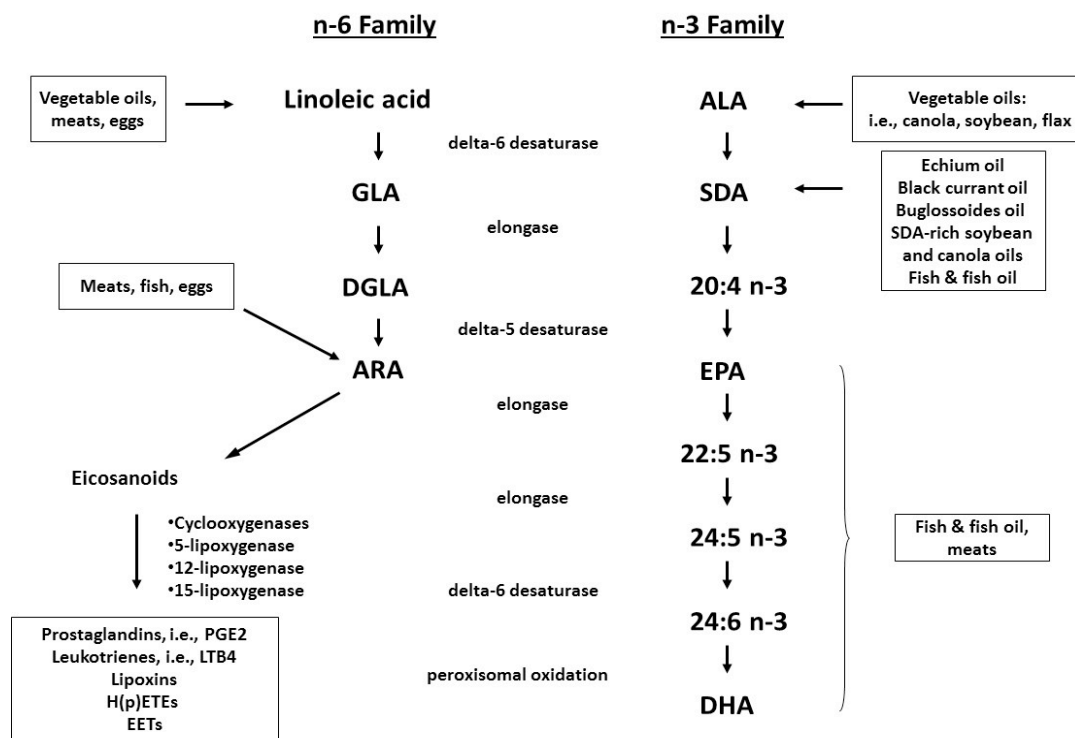 n-6 Family
n-3 Family
Vegetable oils,
meats, eggs
Linoleic acid
ALA
Vegetable oils:
i.e., canola, soybean, flax
delta-6 desaturase
GLA
SDA
Echium oil
Black currant oil
Buglossoides oil
SDA-rich soybean
and canola oils
Fish & fish oil
elongase
Meats, fish, eggs
DGLA
20:4 n-3
delta-5 desaturase
ARA
EPA
elongase
22:5 n-3
Eicosanoids
elongase
•Cyclooxygenases
•5-lipoxygenase
•12-lipoxygenase
•15-lipoxygenase
24:5 n-3
Fish & fish oil,
meats
delta-6 desaturase
24:6 n-3
Prostaglandins, i.e., PGE2
Leukotrienes, i.e., LTB4
Lipoxins
H(p)ETEs
EETs
peroxisomal oxidation
DHA